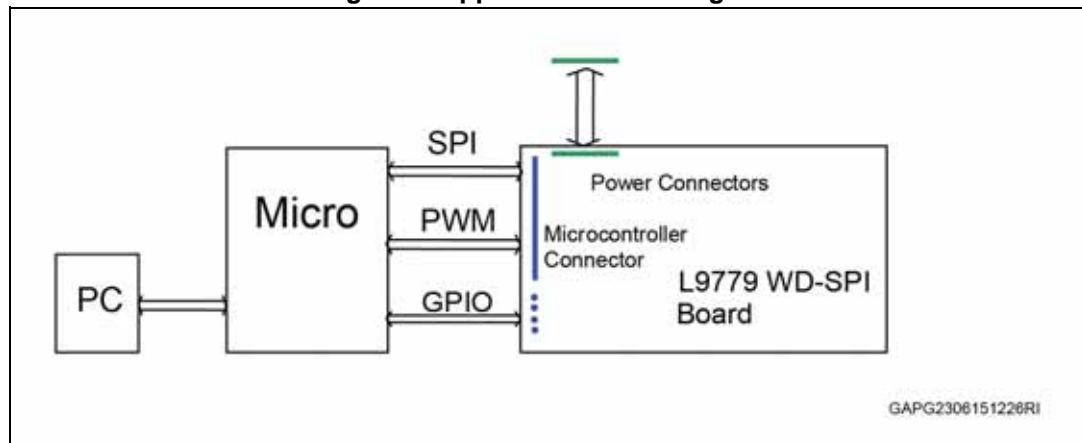 SPI
Power Connectors
Micro
PWM
Microcontroller
Connector
L9779 WD-SPI
Board
PC
GPIO
GAPG2306151226RI